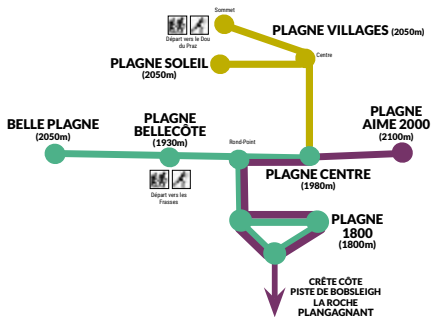 Sommet
PLAGNE VILLAGES (2050m)
Départ vers le Dou
du Praz
Centre
PLAGNE SOLEIL
(2050m)
PLAGNE
AIME 2000
(2100m)
BELLE PLAGNE
(2050m)
PLAGNE
BELLECÔTE
(1930m)
Rond-Point
PLAGNE CENTRE
(1980m)
Départ vers les
Frasses
PLAGNE
1800
(1800m)
CRÊTE CÔTE
PISTE DE BOBSLEIGH
LA ROCHE
PLANGAGNANT